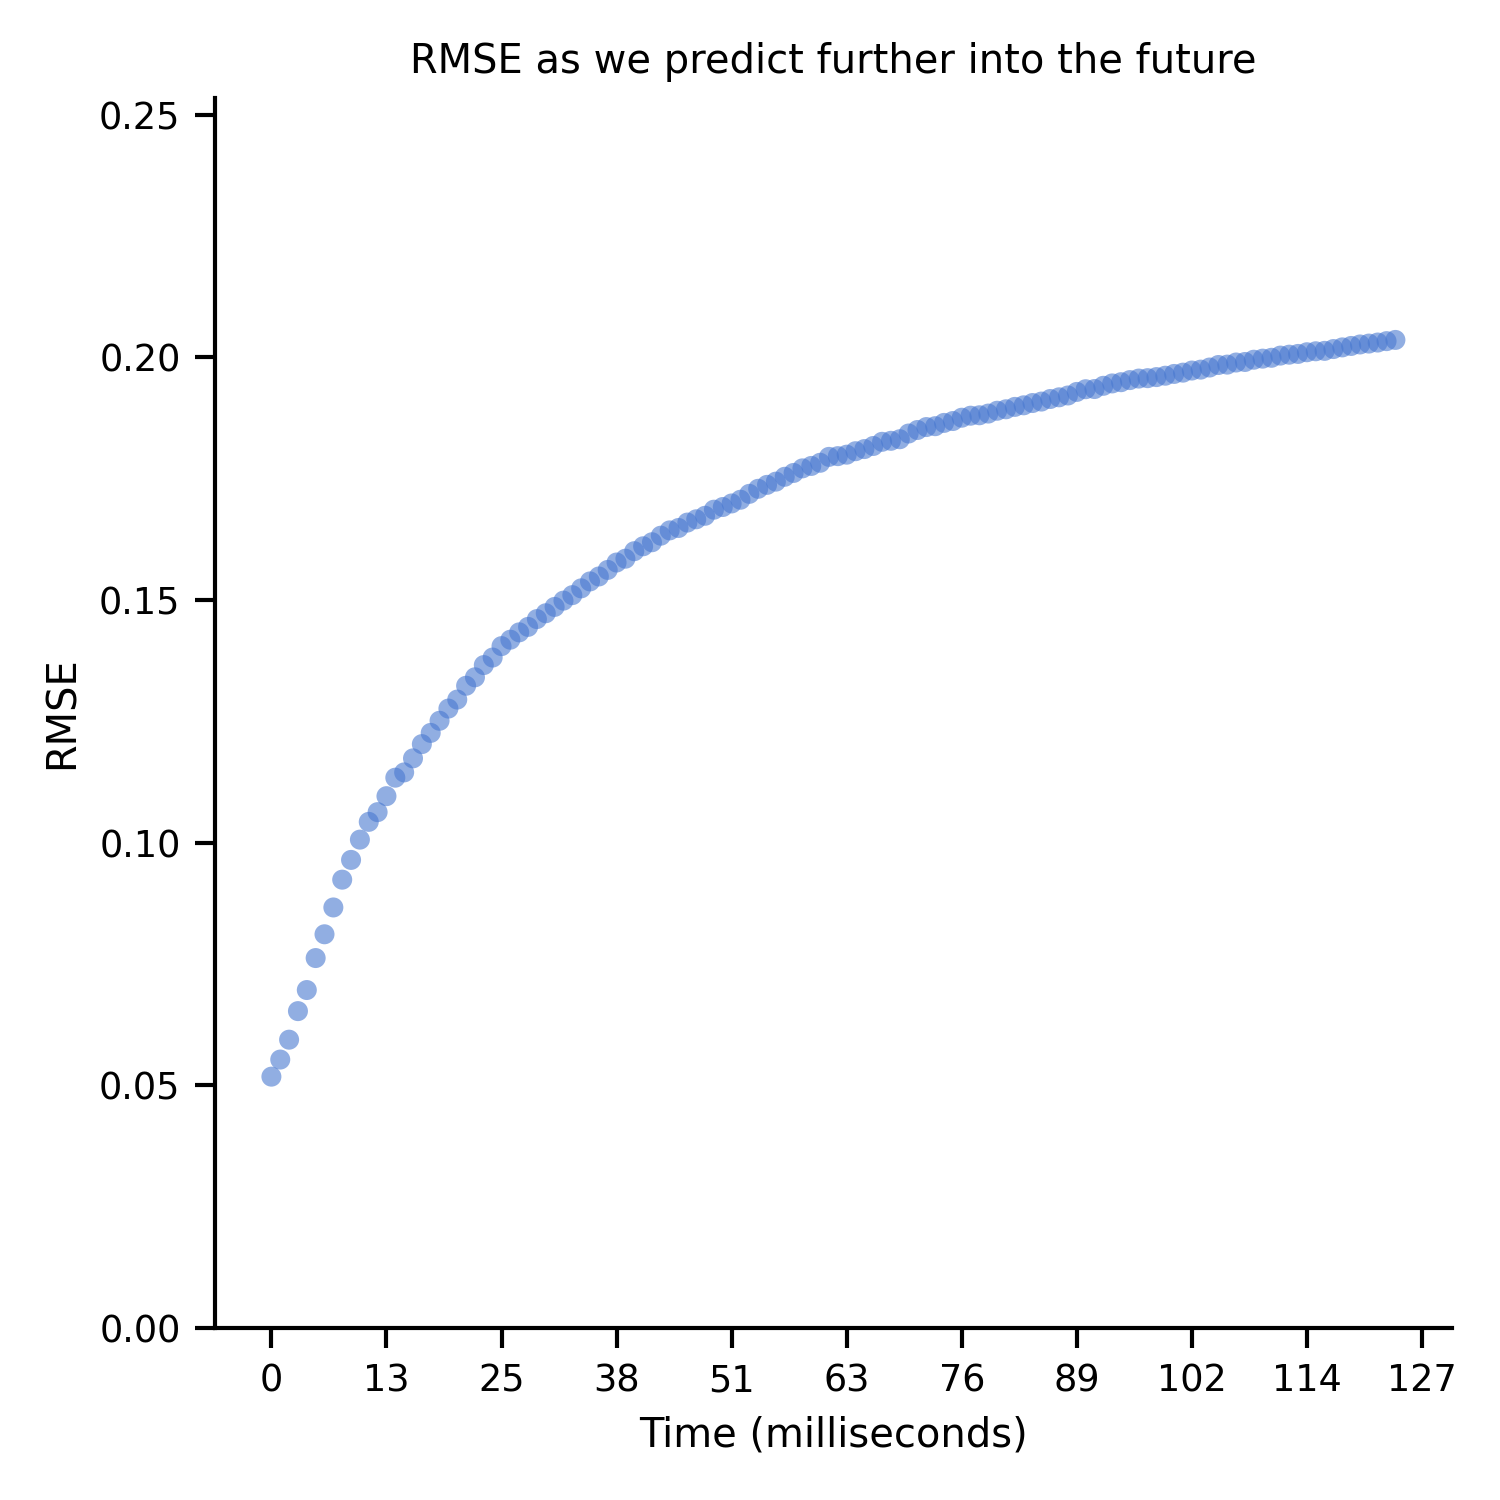 RMSE as we predict further into the future
0.25
0.20
0.15
0.10
0.05
0.00
RMSE
0 13 25 38 51 63 76 89 102 114 127
Time (milliseconds)